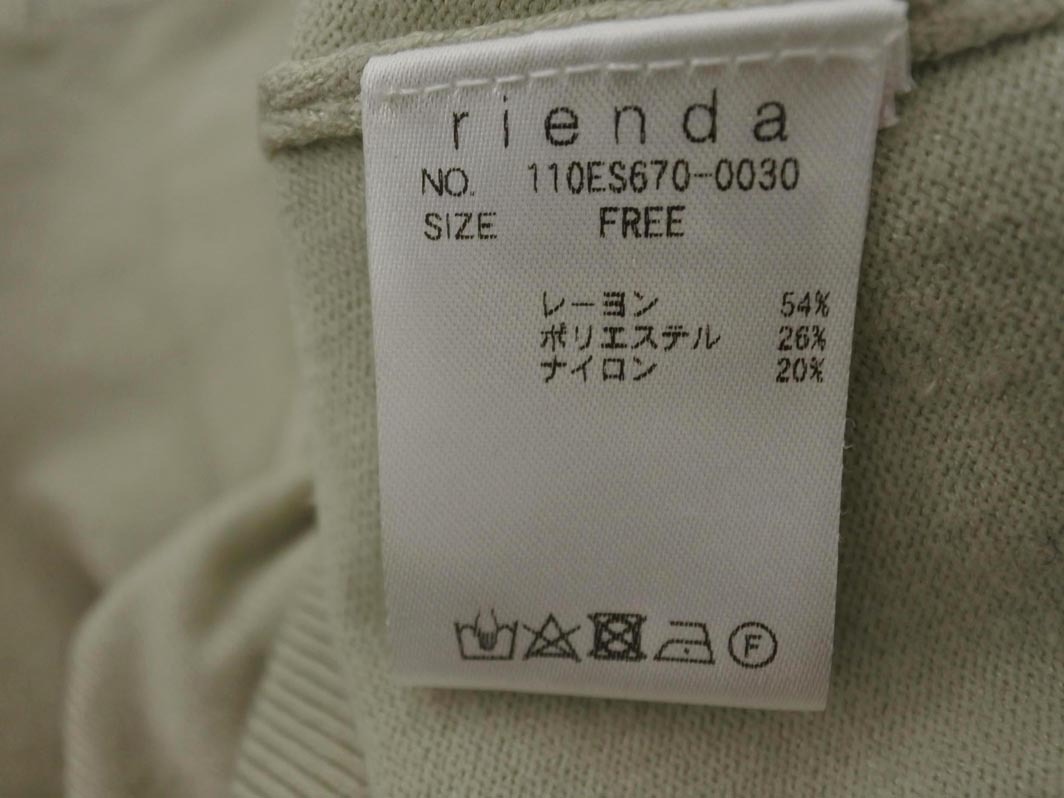 rienda
NO. 110ES670-0030
SIZE FREE
レーヨン 54%
ポリエステル 26%
ナイロン 20%
F